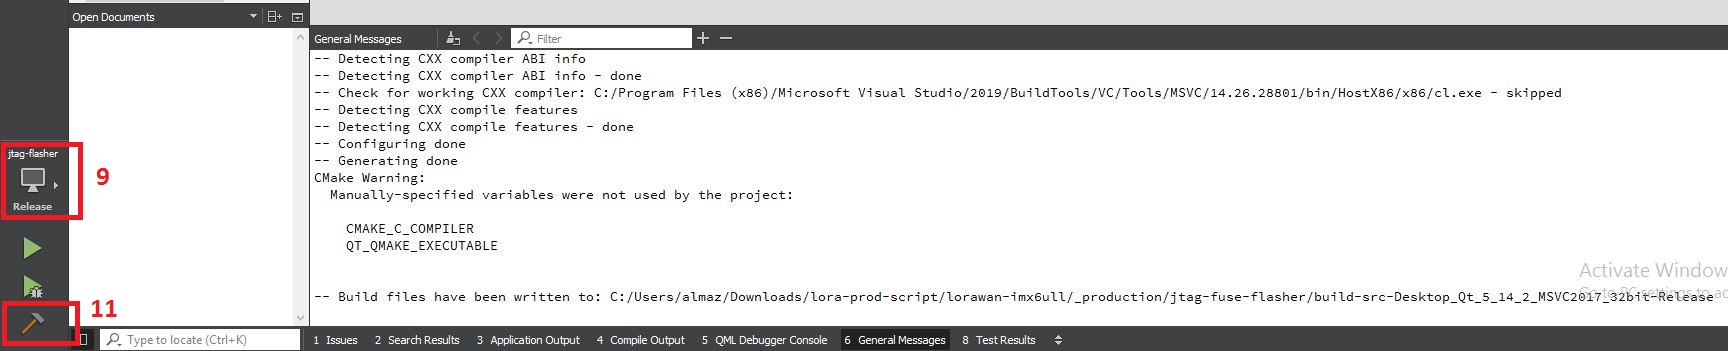 Open Documents
General Messages
Filter
-- Detecting CXX compiler ABI info
-- Detecting CXX compiler ABI info - done
-- Check for working CXX compiler: C:/Program Files (x86)/Microsoft Visual Studio/2019/BuildTools/VC/Tools/MSVC/14.26.28801/bin/HostX86/x86/cl.exe - skipped
-- Detecting CXX compile features
-- Detecting CXX compile features - done
-- Configuring done
-- Generating done
CMake Warning:
Manually-specified variables were not used by the project:
CMAKE_C_COMPILER
QT_QMAKE_EXECUTABLE
-- Build files have been written to: C:/Users/almaz/Downloads/lora-prod-script/lorawan-imx6ull/_production/jtag-fuse-flasher/build-src-Desktop_Qt_5_14_2_MSVC2017_32bit-Release
Activate Window
Go to PC settings to ac
jtag-flasher
9
Release
11
Type to locate (Ctrl+K)
1 Issues 2 Search Results 3 Application Output 4 Compile Output 5 QML Debugger Console 6 General Messages 8 Test Results